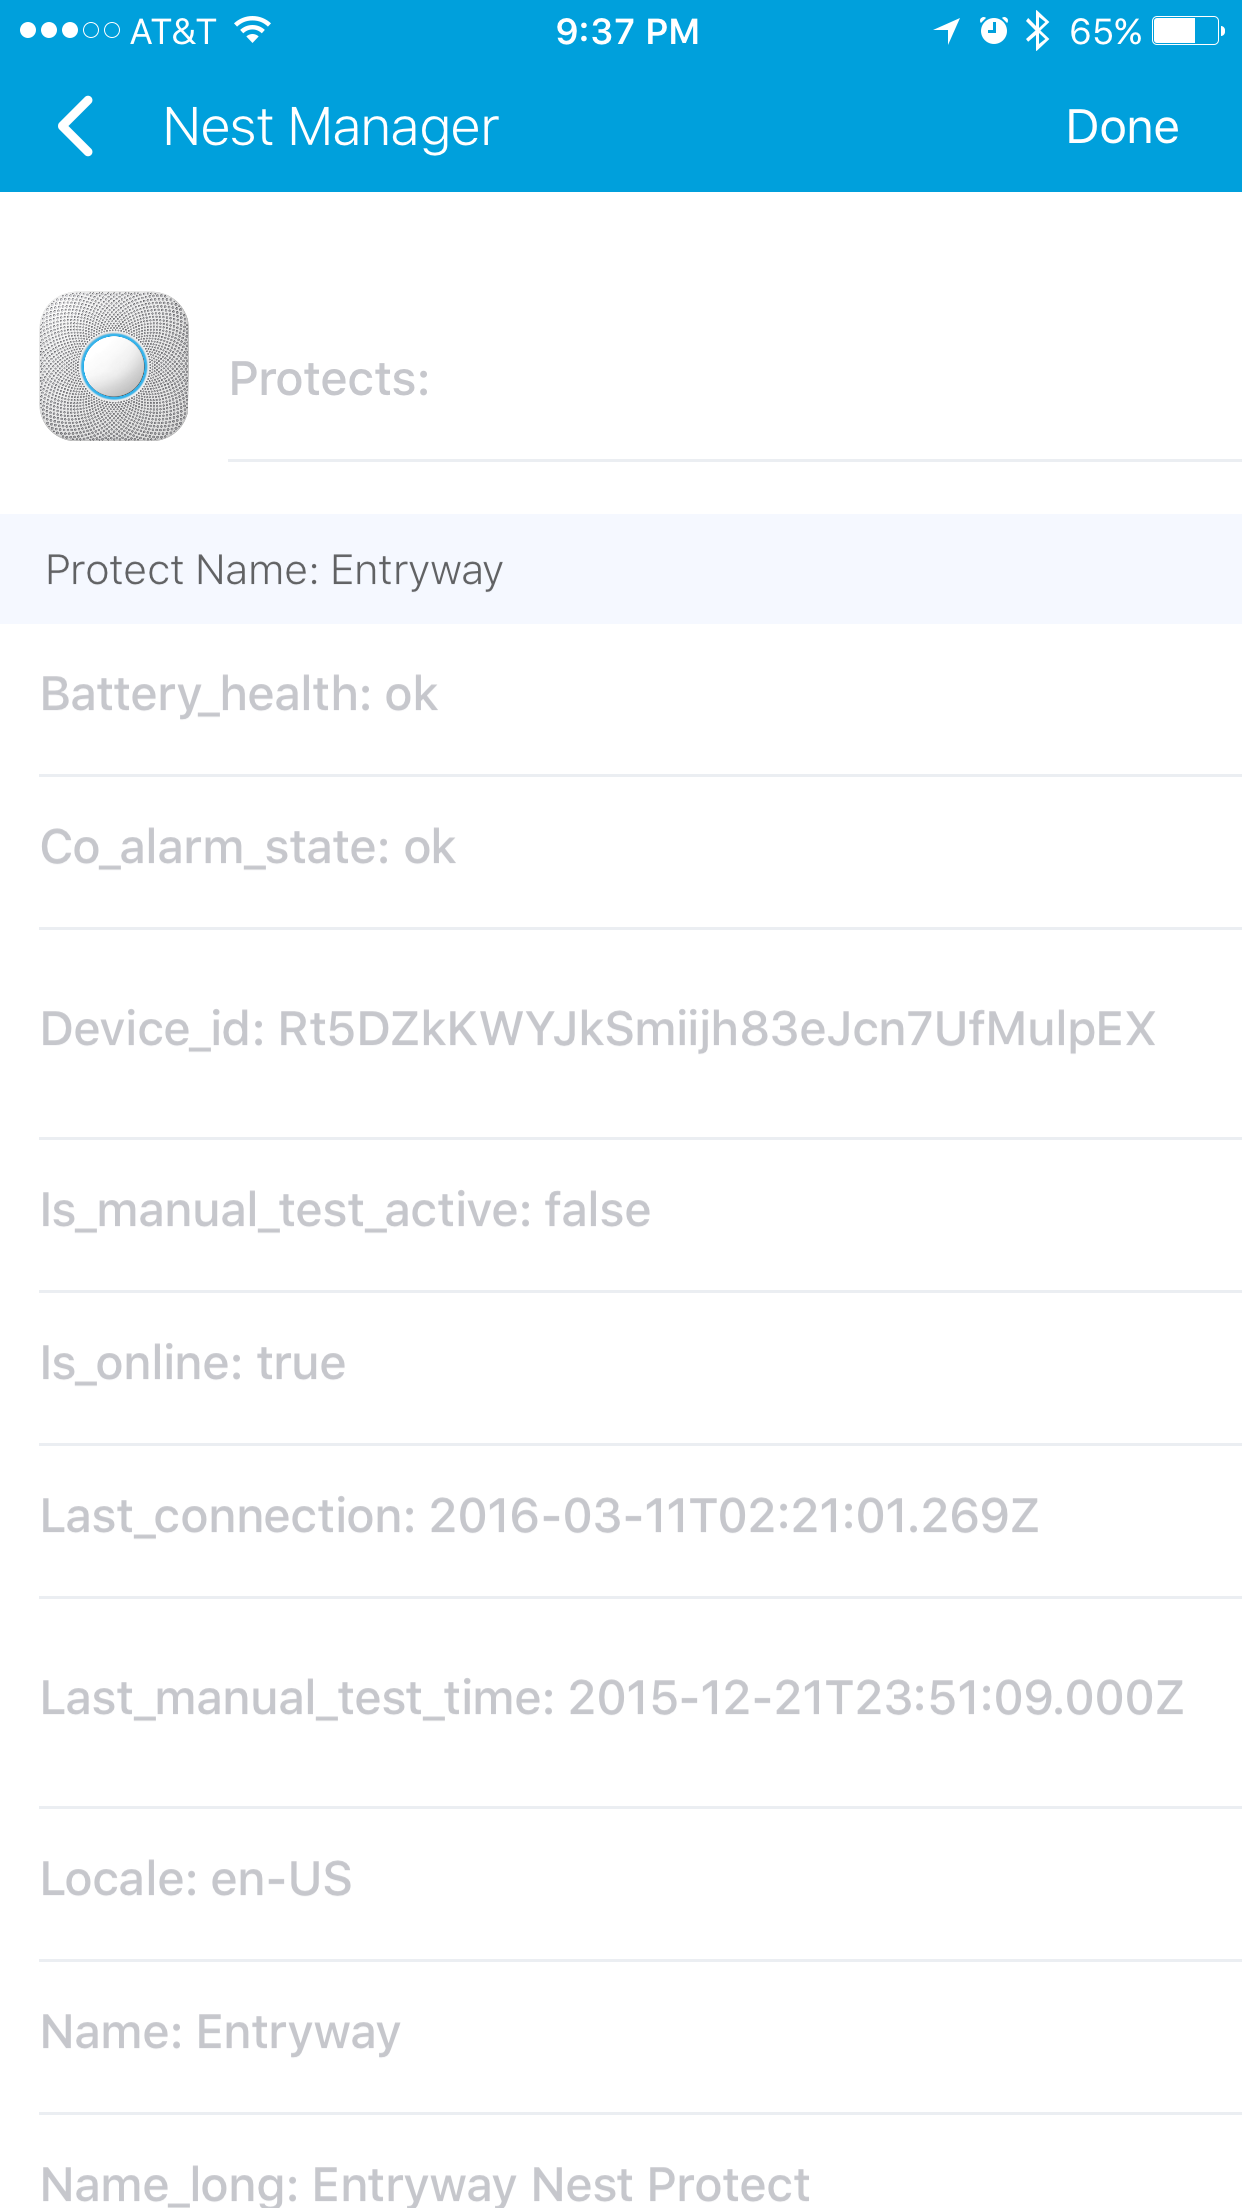 AT&T 9:37 PM 65%
Nest Manager Done
Protects:
Protect Name: Entryway
Battery_health: ok
Co_alarm_state: ok
Device_id: Rt5DZkKWYJkSmiijh83eJcn7UfMulpEX
Is_manual_test_active: false
Is_online: true
Last_connection: 2016-03-11T02:21:01.269Z
Last_manual_test_time: 2015-12-21T23:51:09.000Z
Locale: en-US
Name: Entryway
Name_long: Entryway Nest Protect